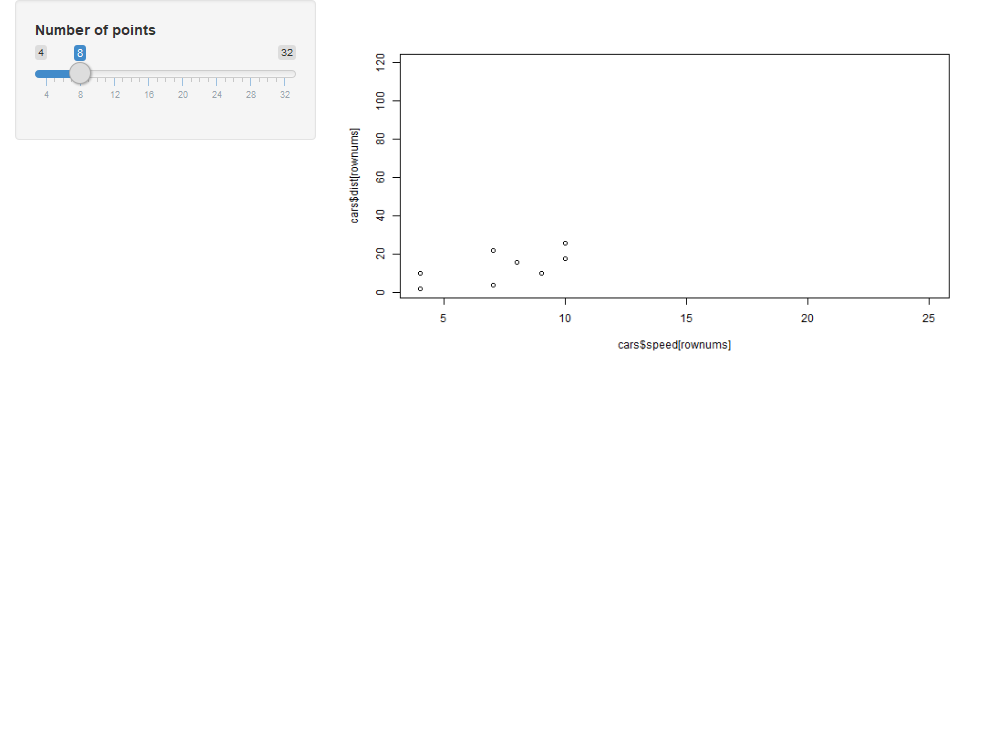 Number of points
4 8 32
4 8 12 16 20 24 28 32
120
100
80
60
40
20
0
cars$dist[rownums]
5 10 15 20 25
cars$speed[rownums]